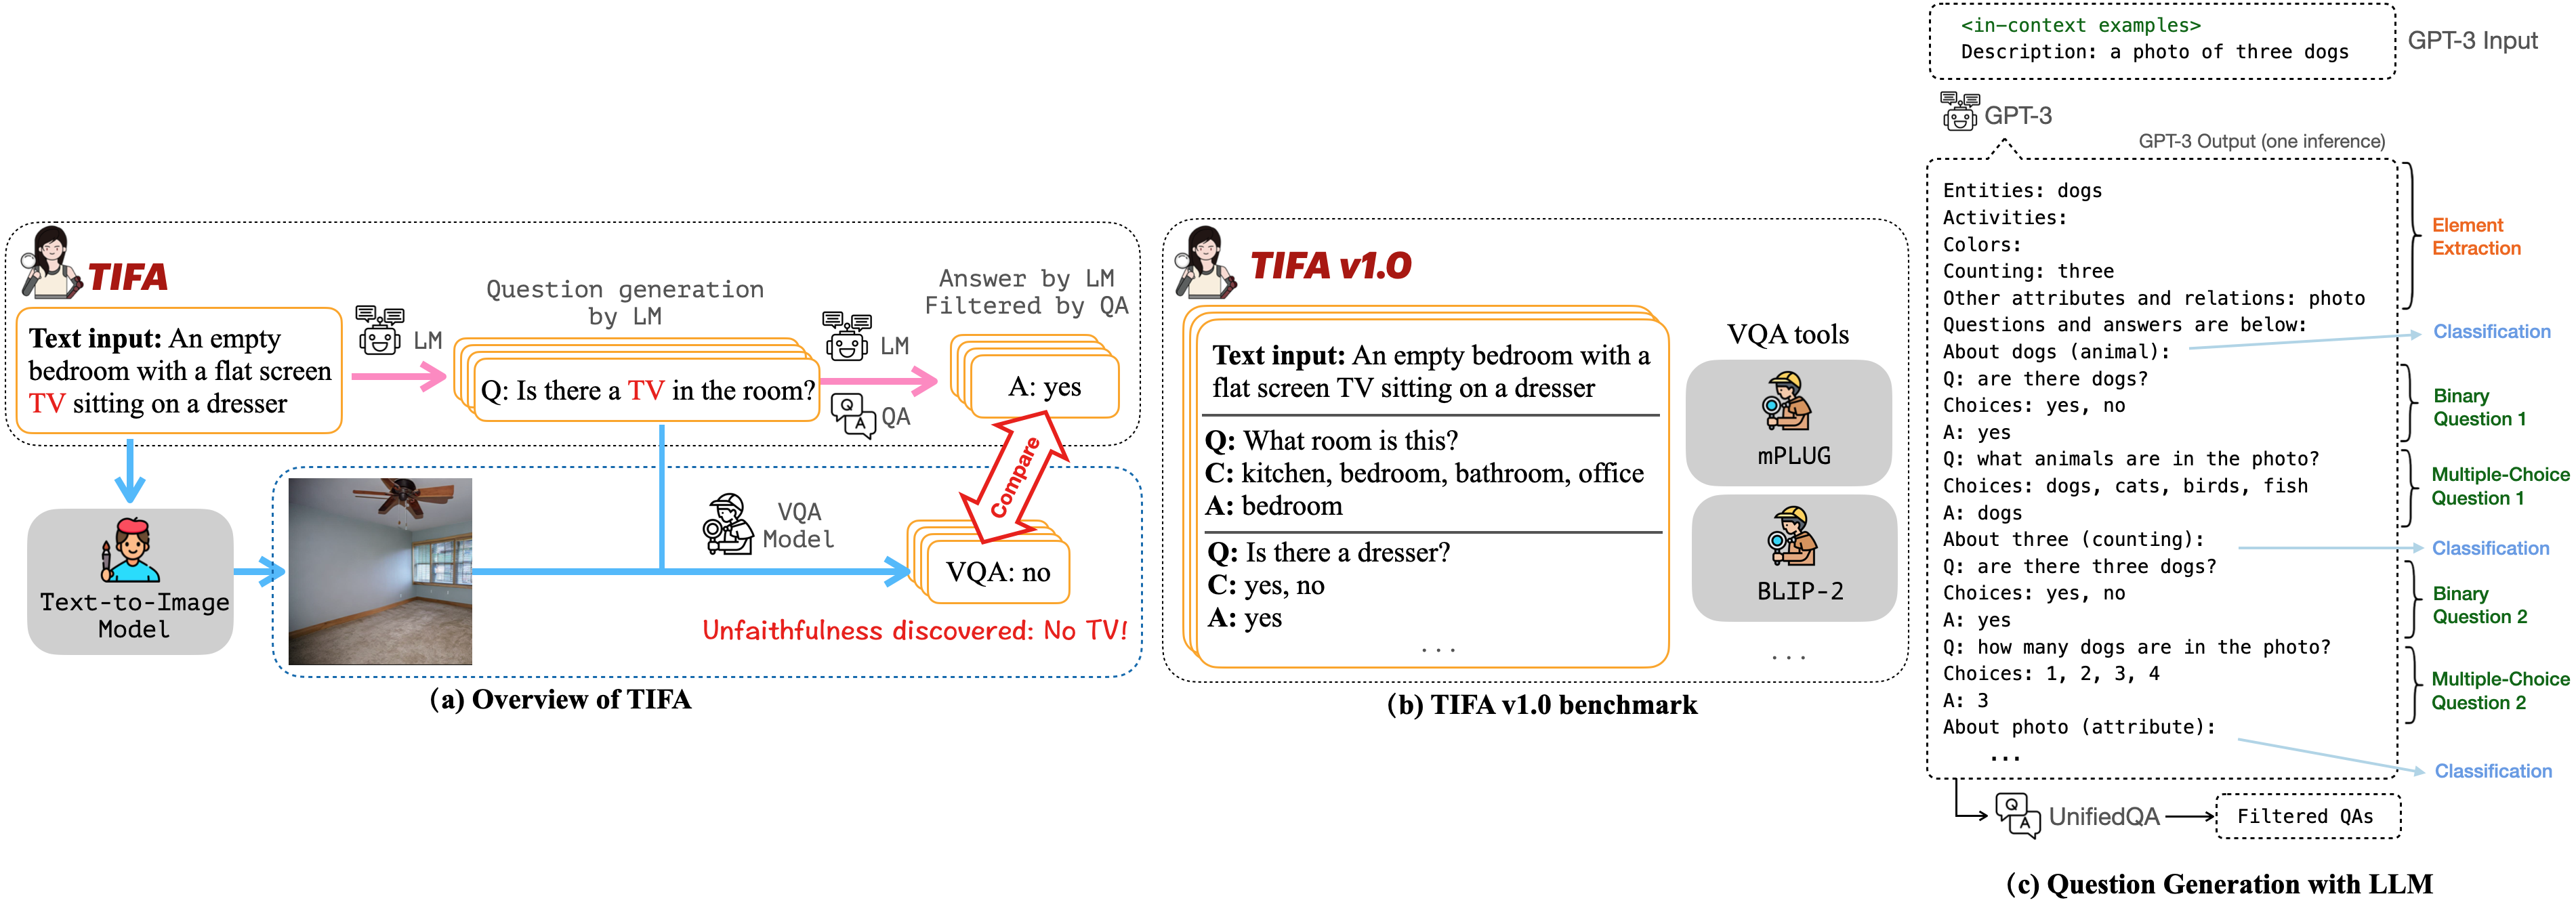 TIFA
Text input: An empty
bedroom with a flat screen
TV sitting on a dresser
LM
Question generation
by LM
Q: Is there a TV in the room?
LM
QA
Q
A
Answer by LM
Filtered by QA
A: yes
Compare
Text-to-Image
Model
VQA
Model
VQA: no
Unfaithfulness discovered: No TV!
(a) Overview of TIFA
TIFA v1.0
Text input: An empty bedroom with a
flat screen TV sitting on a dresser
Q: What room is this?
C: kitchen, bedroom, bathroom, office
A: bedroom
Q: Is there a dresser?
C: yes, no
A: yes
...
VQA tools
mPLUG
BLIP-2
...
(b) TIFA v1.0 benchmark
<in-context examples>
Description: a photo of three dogs
GPT-3 Input
GPT-3
GPT-3 Output (one inference)
Entities: dogs
Activities:
Colors:
Counting: three
Other attributes and relations: photo
Element
Extraction
Questions and answers are below:
About dogs (animal):
Classification
Q: are there dogs?
Choices: yes, no
A: yes
Binary
Question 1
Q: what animals are in the photo?
Choices: dogs, cats, birds, fish
A: dogs
Multiple-Choice
Question 1
About three (counting):
Classification
Q: are there three dogs?
Choices: yes, no
A: yes
Binary
Question 2
Q: how many dogs are in the photo?
Choices: 1, 2, 3, 4
A: 3
Multiple-Choice
Question 2
About photo (attribute):
...
Classification
Q
A
UnifiedQA
Filtered QAs
(c) Question Generation with LLM